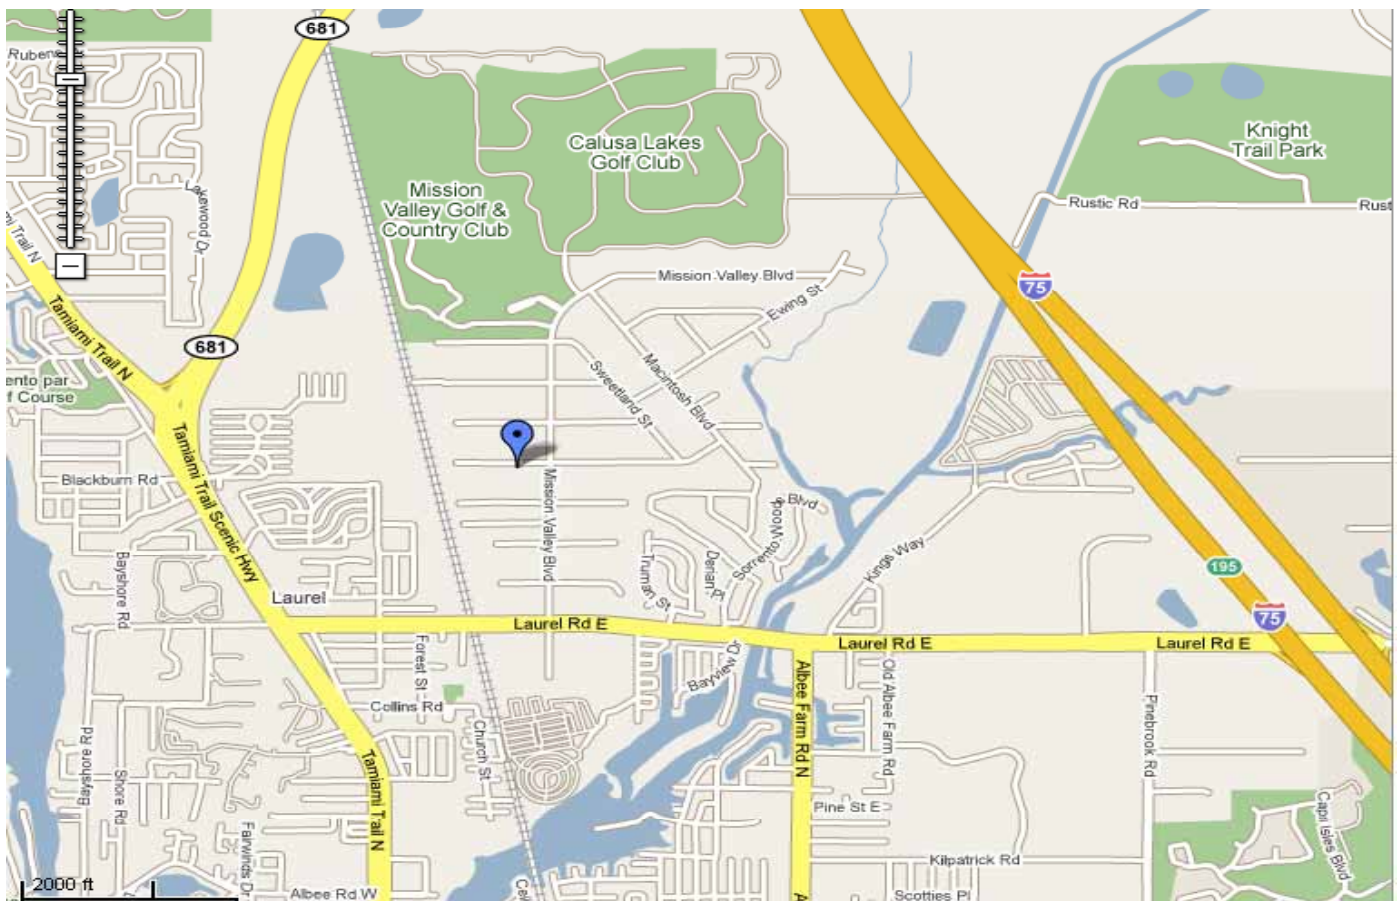 681
Rubens
Calusa Lakes
Golf Club
Knight
Trail Park
Mission
Valley Golf &
Country Club
Lakewood Dr
Rustic Rd
Rust
mi Trail N
Mission Valley Blvd
75
Ewing St
Tamiami Trail N
681
Sweetland St
Macintosh Blvd
ento par
f Course
Tamiami Trail Scenic Hwy
Blackburn Rd
Mission Valley Blvd
s Blvd
Sorrento Wood
Kings Way
Bayshore Rd
Truman St
Derian
195
Laurel
75
Laurel Rd E
Laurel Rd E
Laurel Rd E
Forest St
Bayview Dr
Albee Farm Rd N
Old Albee Farm Rd
Pinebrook Rd
Collins Rd
Church St
Bayshore Rd
Shore Rd
Tamiami Tail N
Pine St E
Capri Isles Blvd
Fairwinds Dr
Kilpatrick Rd
2000 ft
Albee Rd W
Scotties Pl
A